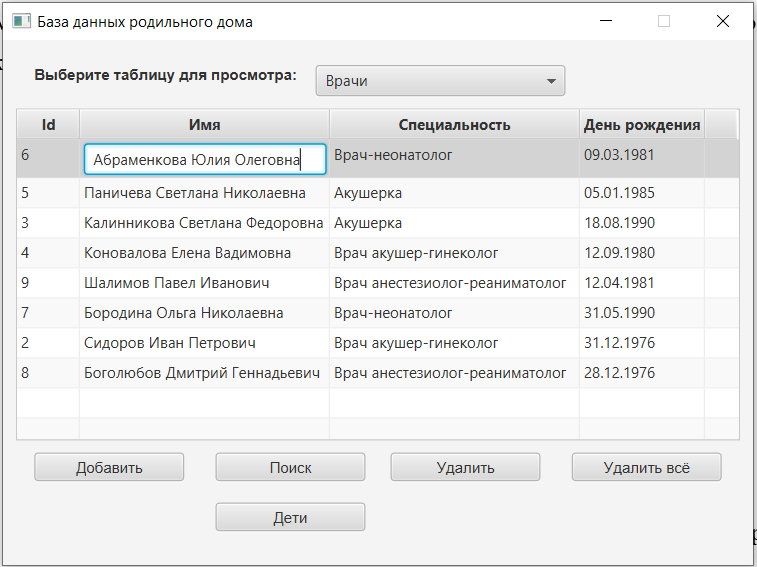 База данных родильного дома
Выберите таблицу для просмотра: Врачи
Id Имя Специальность День рождения
6 Абраменкова Юлия Олеговна Врач-неонатолог 09.03.1981
5 Паничева Светлана Николаевна Акушерка 05.01.1985
3 Калинникова Светлана Федоровна Акушерка 18.08.1990
4 Коновалова Елена Вадимовна Врач акушер-гинеколог 12.09.1980
9 Шалимов Павел Иванович Врач анестезиолог-реаниматолог 12.04.1981
7 Бородина Ольга Николаевна Врач-неонатолог 31.05.1990
2 Сидоров Иван Петрович Врач акушер-гинеколог 31.12.1976
8 Боголюбов Дмитрий Геннадьевич Врач анестезиолог-реаниматолог 28.12.1976
Добавить Поиск Удалить Удалить всё
Дети